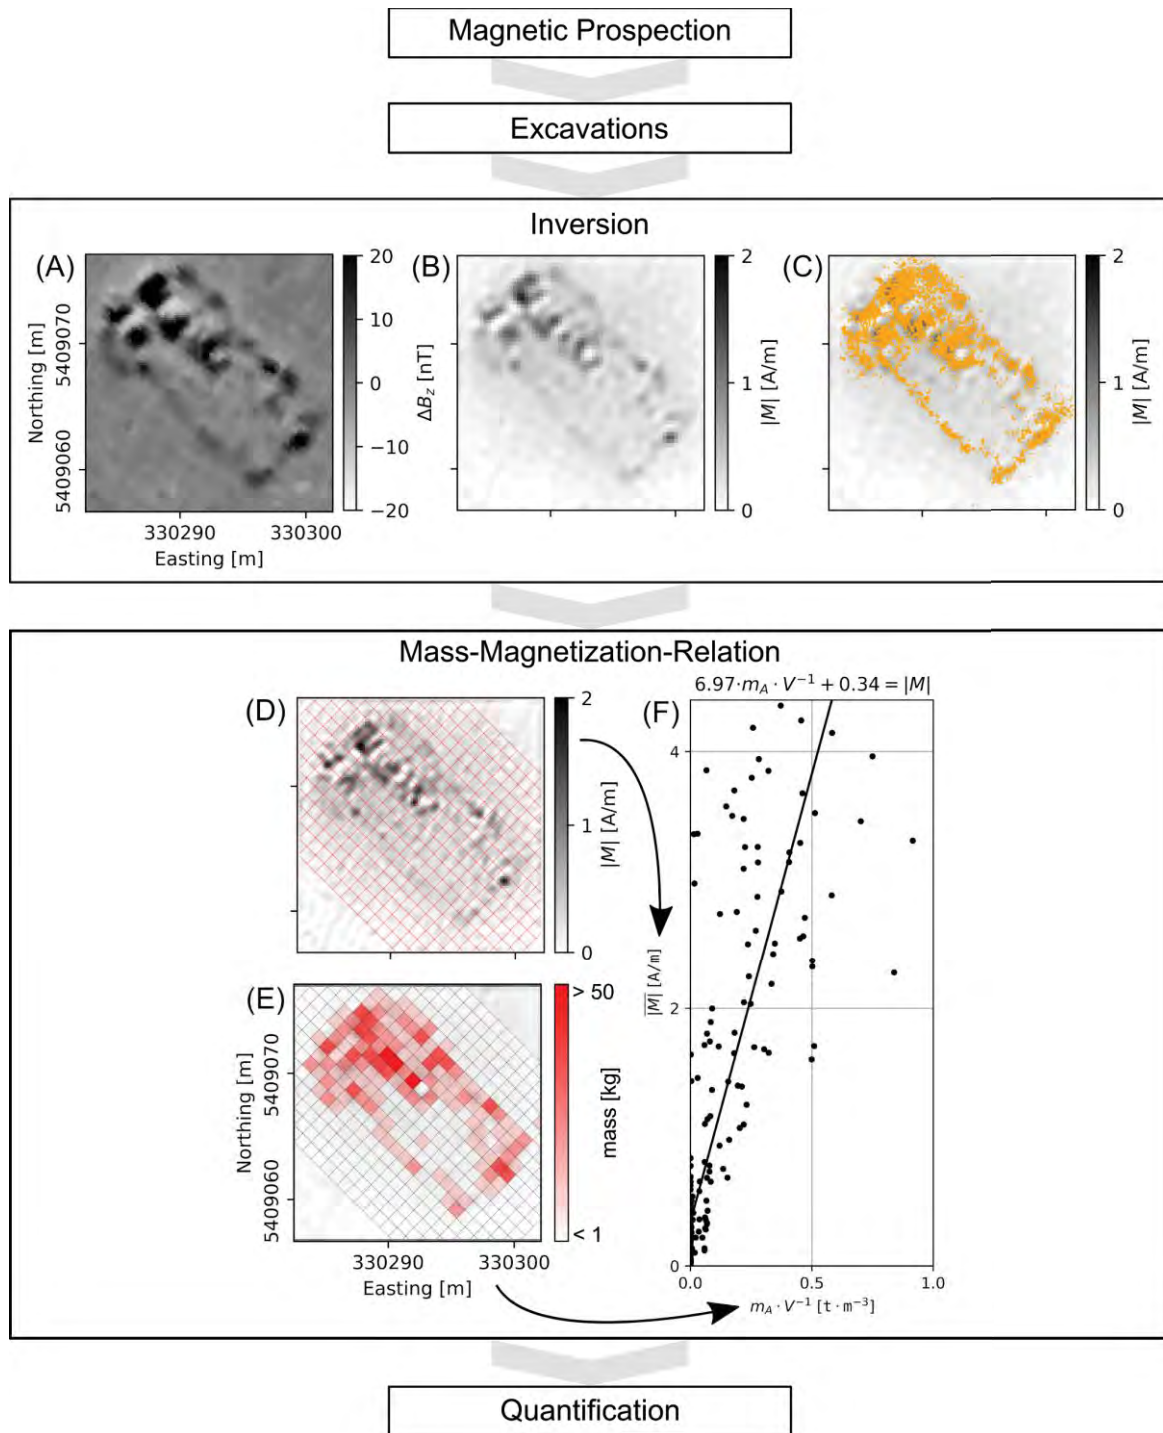 Magnetic Prospection
Excavations
Inversion
(A)
20
10
0
−10
−20
ΔB_z [nT]
Northing [m]
5409070
5409060
330290
330300
Easting [m]
(B)
2
1
0
|M| [A/m]
(C)
2
1
0
|M| [A/m]
Mass-Magnetization-Relation
(D)
2
1
0
|M| [A/m]
(E)
> 50
< 1
mass [kg]
Northing [m]
5409070
5409060
330290
330300
Easting [m]
6.97·m_A · V⁻¹ + 0.34 = |M|
(F)
4
2
0
|M| [A/m]
0.0
0.5
1.0
m_A · V⁻¹ [t · m⁻³]
Quantification